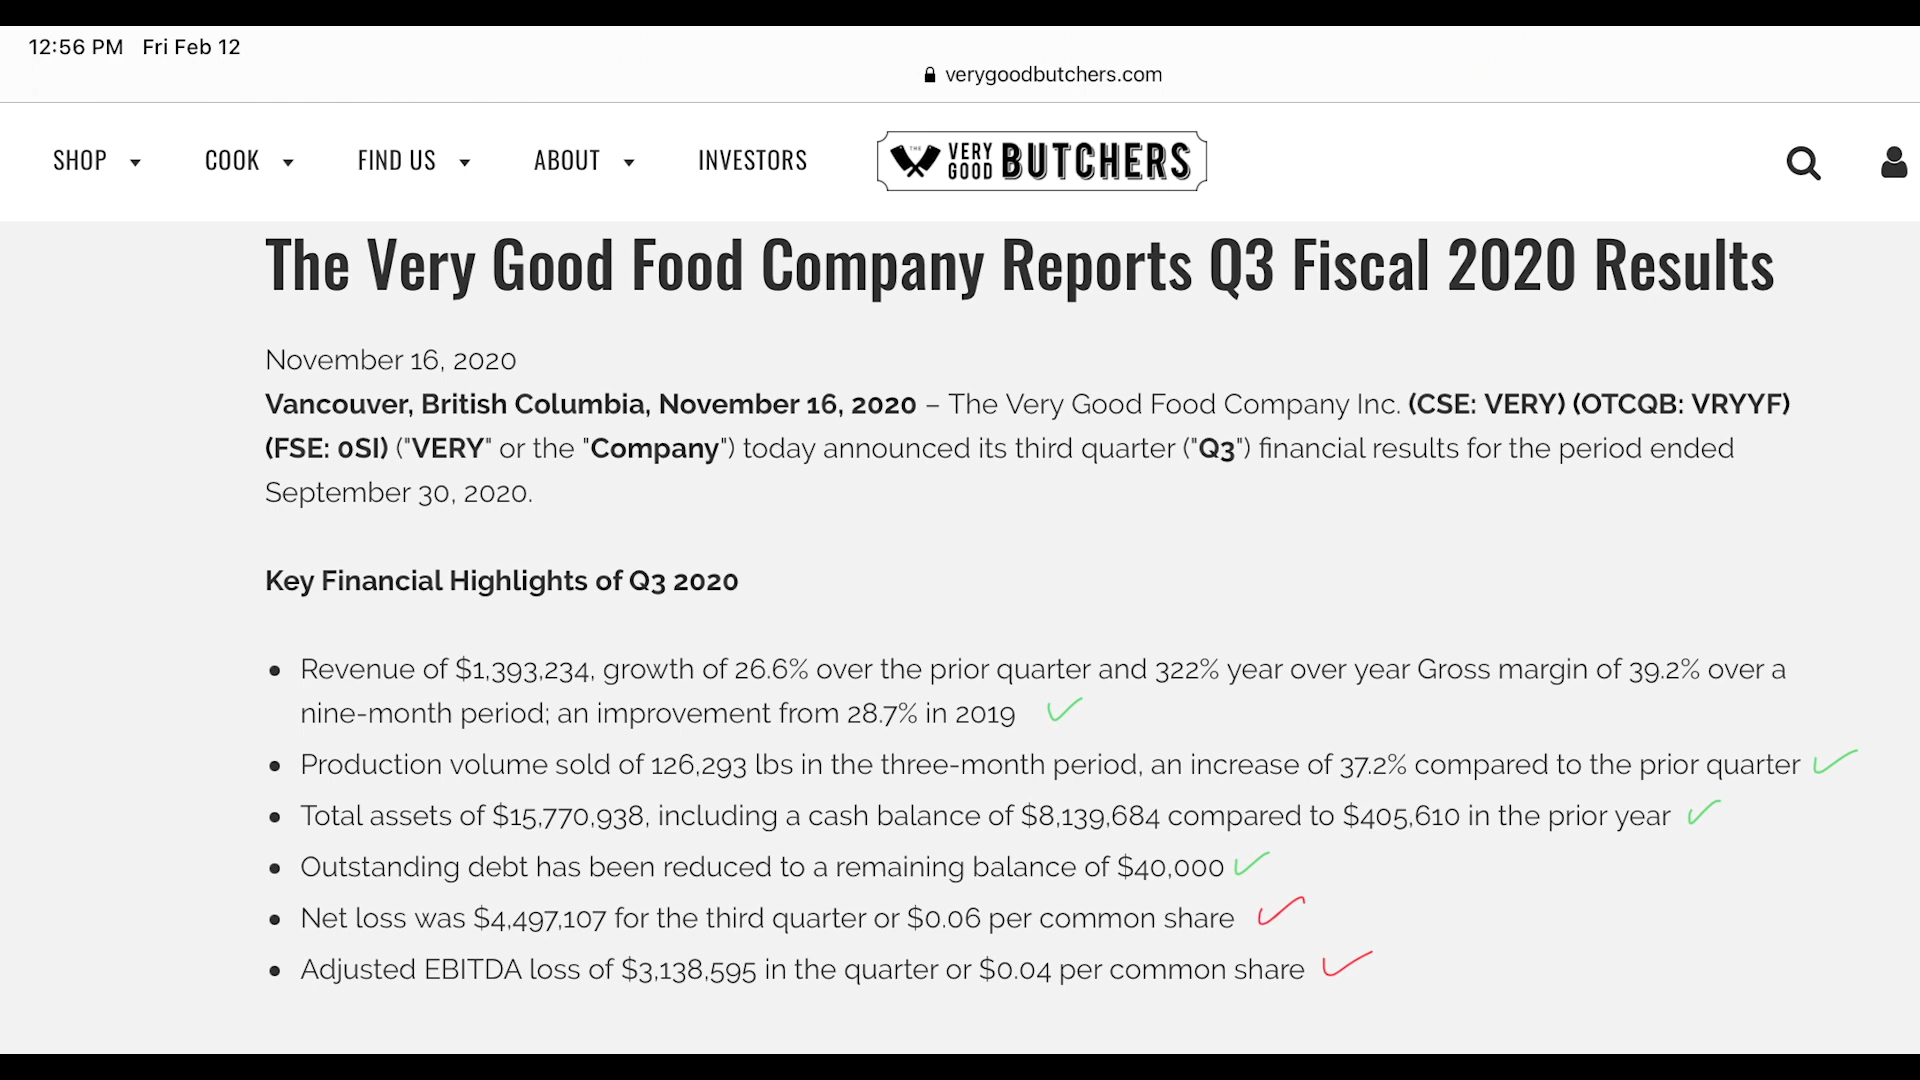 12:56 PM Fri Feb 12
verygoodbutchers.com
SHOP COOK FIND US ABOUT INVESTORS THE VERY GOOD BUTCHERS
The Very Good Food Company Reports Q3 Fiscal 2020 Results
November 16, 2020
Vancouver, British Columbia, November 16, 2020 – The Very Good Food Company Inc. (CSE: VERY) (OTCQB: VRYYF)
(FSE: 0SI) ("VERY" or the "Company") today announced its third quarter ("Q3") financial results for the period ended
September 30, 2020.
Key Financial Highlights of Q3 2020
• Revenue of $1,393,234, growth of 26.6% over the prior quarter and 322% year over year Gross margin of 39.2% over a
nine-month period; an improvement from 28.7% in 2019
• Production volume sold of 126,293 lbs in the three-month period, an increase of 37.2% compared to the prior quarter
• Total assets of $15,770,938, including a cash balance of $8,139,684 compared to $405,610 in the prior year
• Outstanding debt has been reduced to a remaining balance of $40,000
• Net loss was $4,497,107 for the third quarter or $0.06 per common share
• Adjusted EBITDA loss of $3,138,595 in the quarter or $0.04 per common share